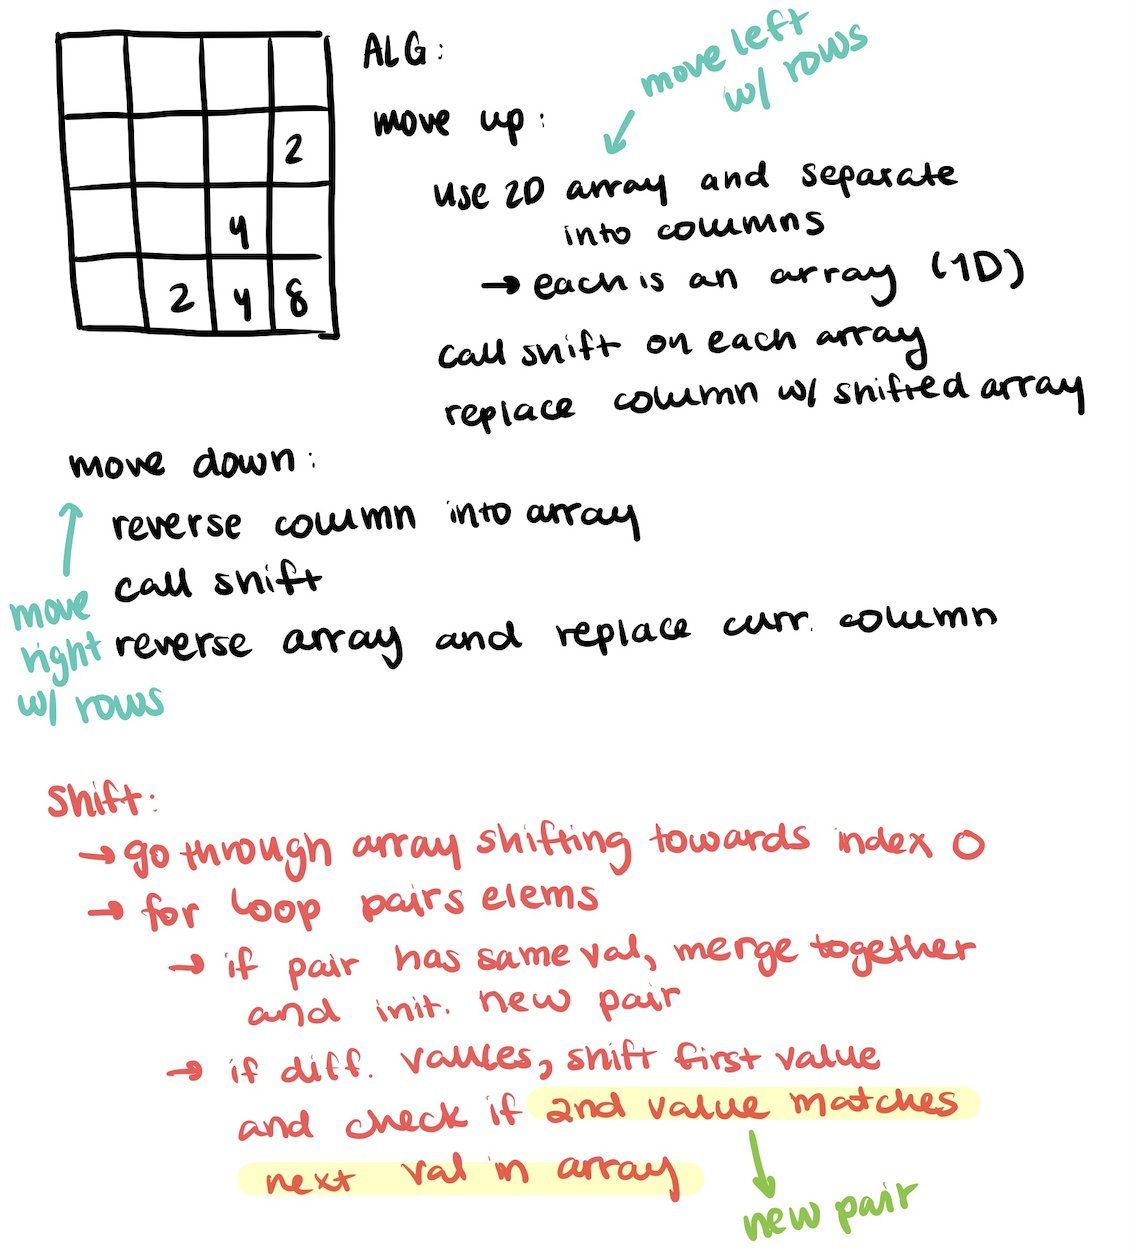 ALG:
move left
w/ rows
move up:
2
4
2 4 8
use 2D array and separate
into columns
→ each is an array (1D)
call shift on each array
replace column w/ shifted array
move down:
reverse column into array
call shift
reverse array and replace curr. column
move
right
w/ rows
Shift:
→ go through array shifting towards index 0
→ for loop pairs elems
→ if pair has same val, merge together
and init. new pair
→ if diff. values, shift first value
and check if 2nd value matches
next val in array
new pair